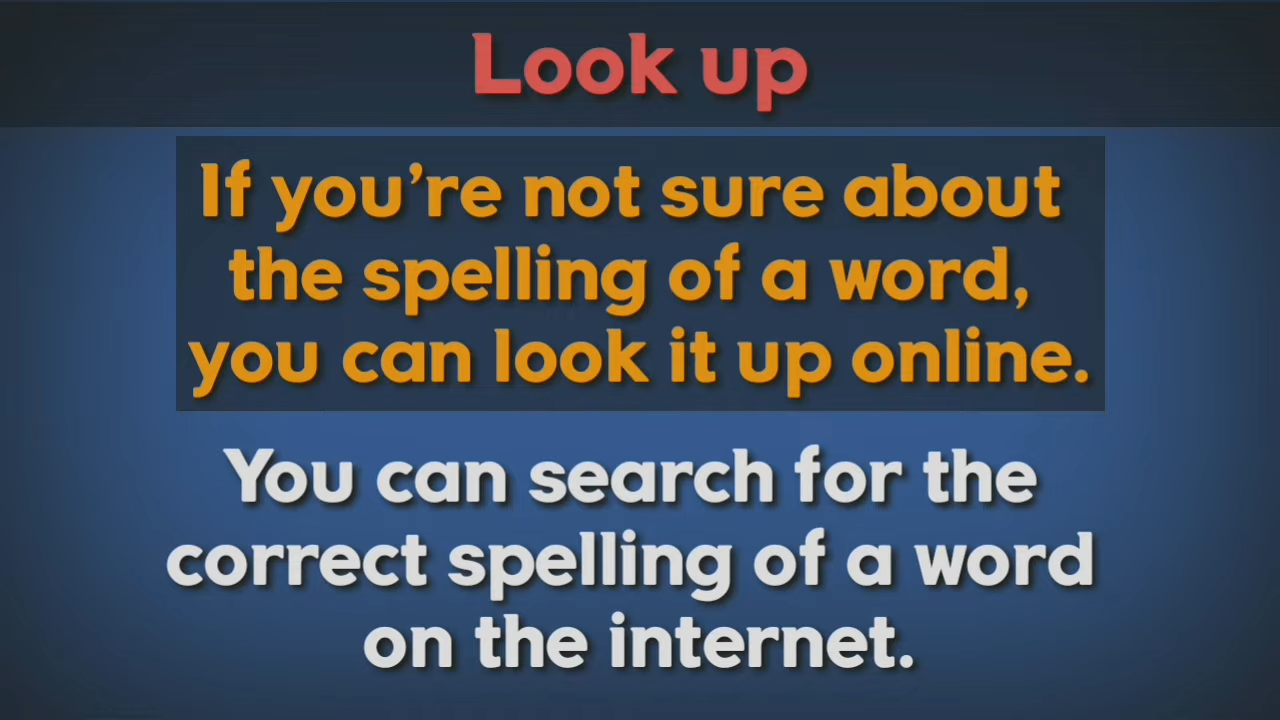 Look up
If you’re not sure about
the spelling of a word,
you can look it up online.
You can search for the
correct spelling of a word
on the internet.